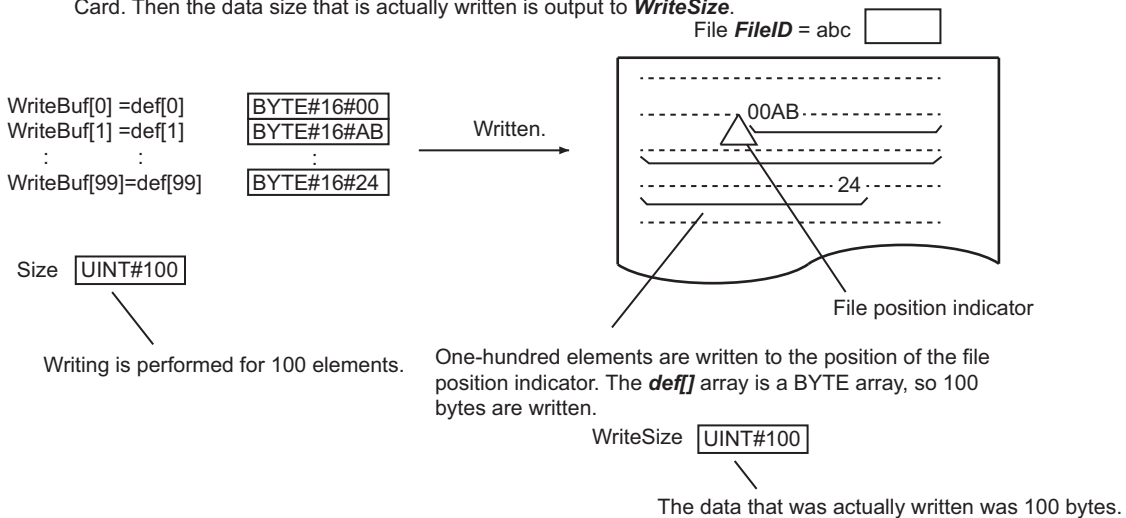 Card. Then the data size that is actually written is output to WriteSize.
File FileID = abc
WriteBuf[0] =def[0] BYTE#16#00
WriteBuf[1] =def[1] BYTE#16#AB
: : :
WriteBuf[99]=def[99] BYTE#16#24
Written.
00AB
24
Size UINT#100
File position indicator
Writing is performed for 100 elements.
One-hundred elements are written to the position of the file
position indicator. The def[] array is a BYTE array, so 100
bytes are written.
WriteSize UINT#100
The data that was actually written was 100 bytes.